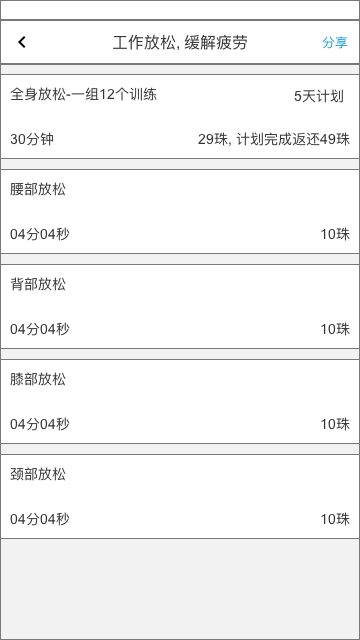 工作放松, 缓解疲劳 分享
全身放松-一组12个训练 5天计划
30分钟 29珠, 计划完成返还49珠
腰部放松
04分04秒 10珠
背部放松
04分04秒 10珠
膝部放松
04分04秒 10珠
颈部放松
04分04秒 10珠